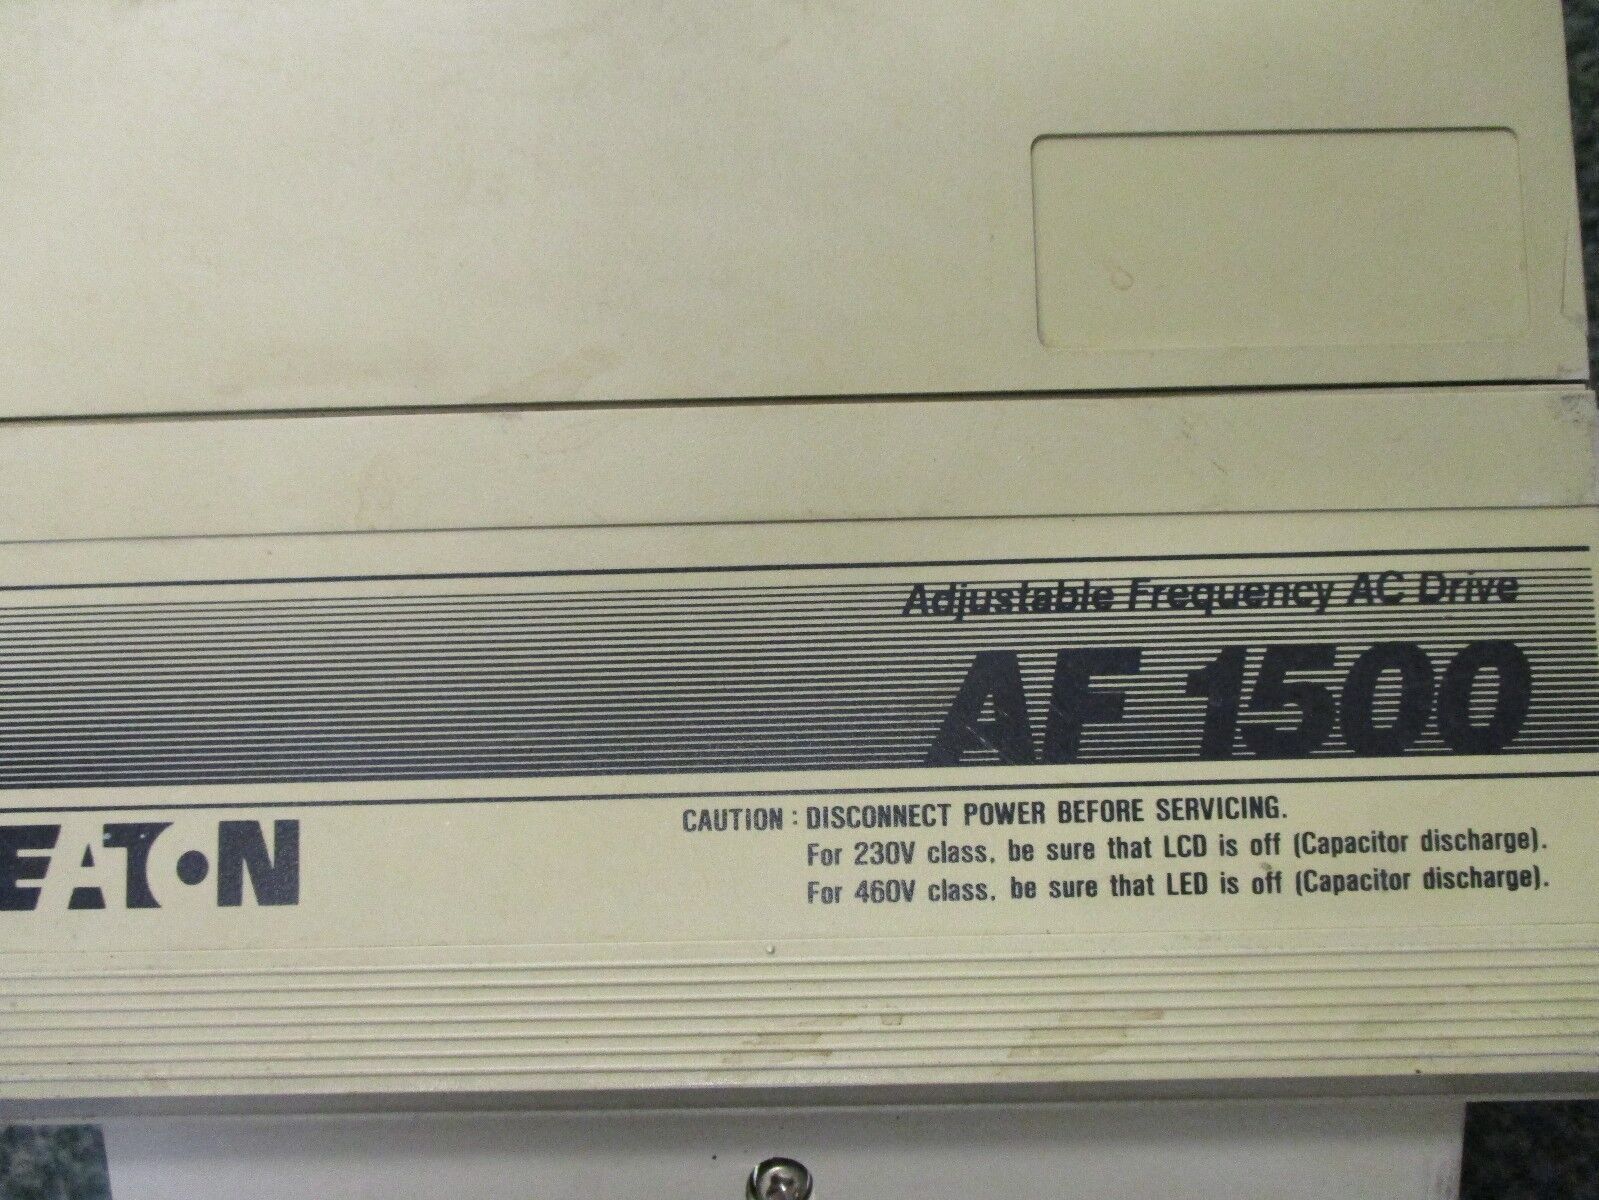 Adjustable Frequency AC Drive
AF 1500
EATON
CAUTION : DISCONNECT POWER BEFORE SERVICING.
For 230V class, be sure that LCD is off (Capacitor discharge).
For 460V class, be sure that LED is off (Capacitor discharge).